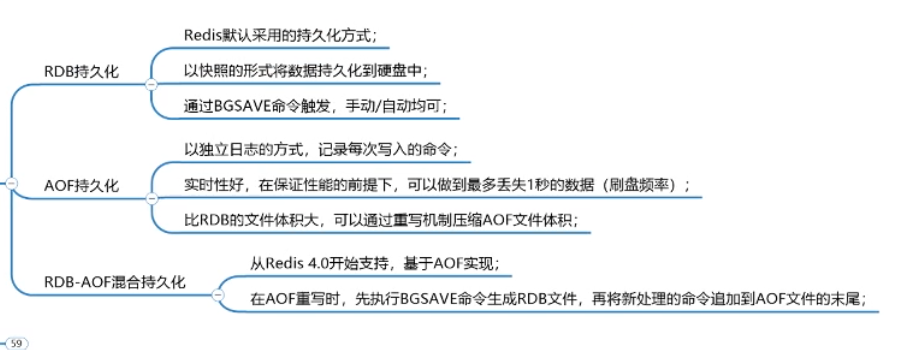 RDB持久化
Redis默认采用的持久化方式；
以快照的形式将数据持久化到硬盘中；
通过BGSAVE命令触发，手动/自动均可；
AOF持久化
以独立日志的方式，记录每次写入的命令；
实时性好，在保证性能的前提下，可以做到最多丢失1秒的数据（刷盘频率）；
比RDB的文件体积大，可以通过重写机制压缩AOF文件体积；
RDB-AOF混合持久化
从Redis 4.0开始支持，基于AOF实现；
在AOF重写时，先执行BGSAVE命令生成RDB文件，再将新处理的命令追加到AOF文件的末尾；
59